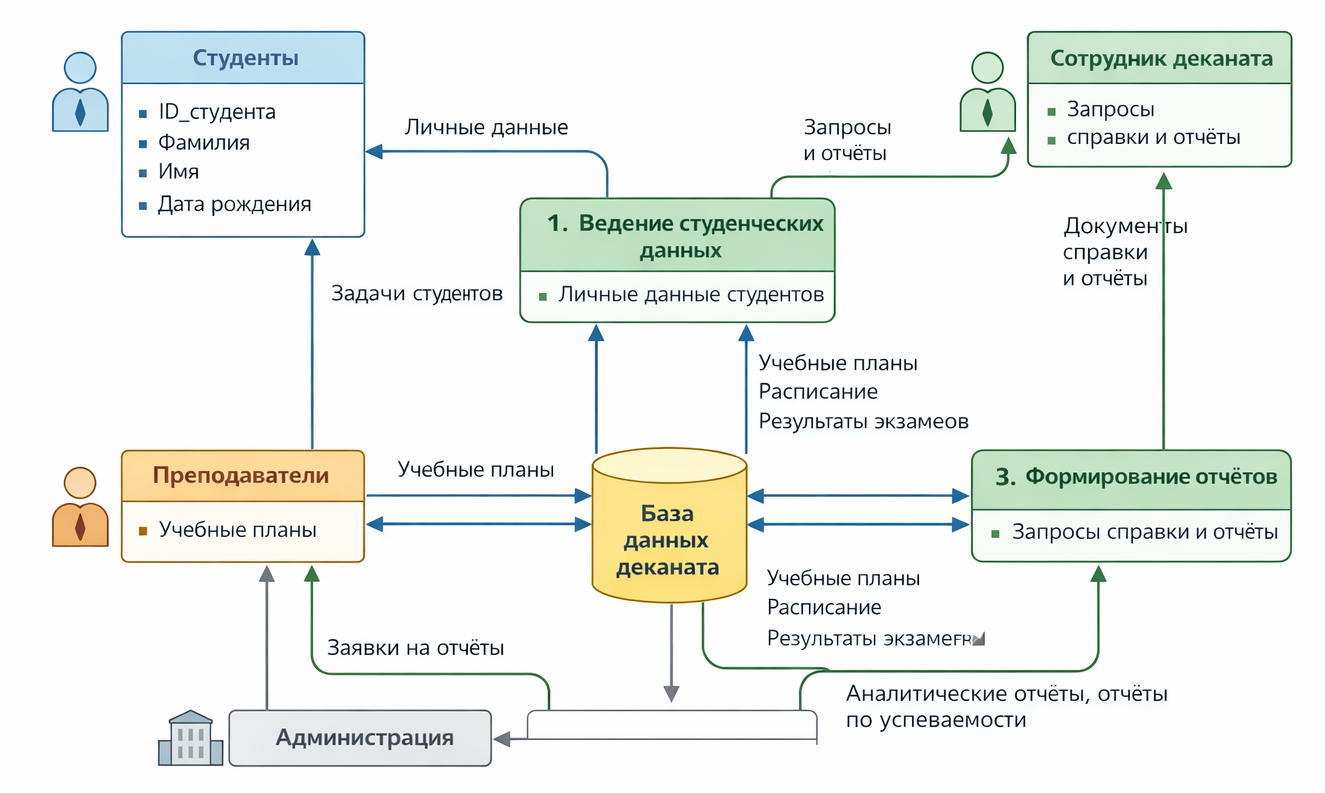 Студенты
ID_студента
Фамилия
Имя
Дата рождения
Личные данные
Запросы
и отчёты
Сотрудник деканата
Запросы
справки и отчёты
1. Ведение студенческих
данных
Личные данные студентов
Документы
справки
и отчёты
Задачи студентов
Учебные планы
Расписание
Результаты экзамеов
Преподаватели
Учебные планы
Учебные планы
База
данных
деканата
3. Формирование отчётов
Запросы справки и отчёты
Учебные планы
Расписание
Результаты
Заявки на отчёты
Аналитические отчёты, отчёты
по успеваемости
Администрация